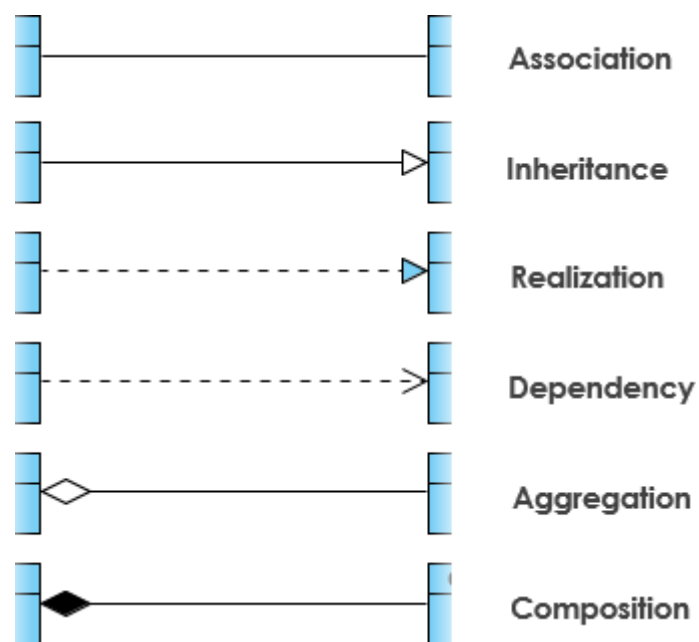 Association
Inheritance
Realization
Dependency
Aggregation
Composition